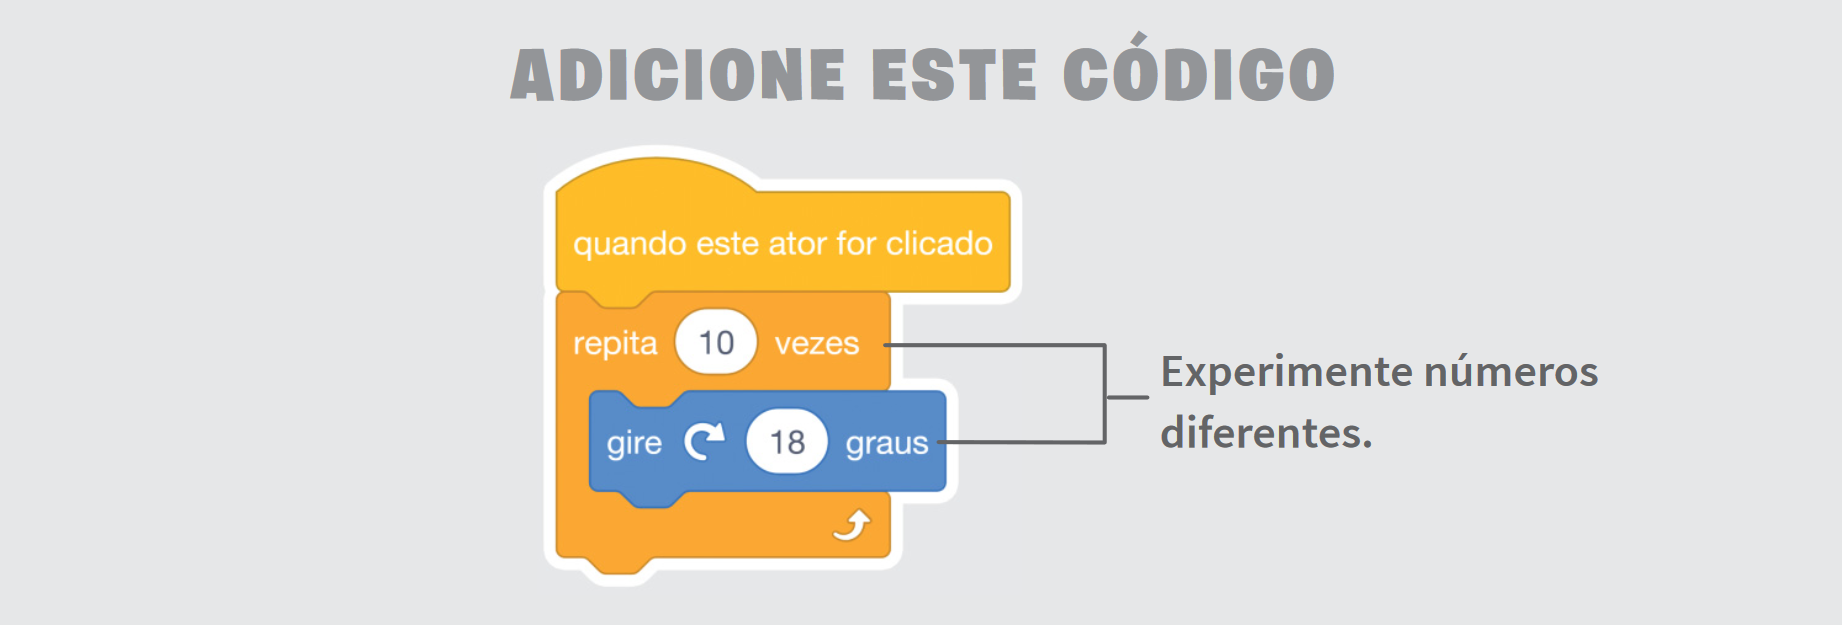 ADICIONE ESTE CÓDIGO
quando este ator for clicado
repita 10 vezes
gire 18 graus
Experimente números
diferentes.